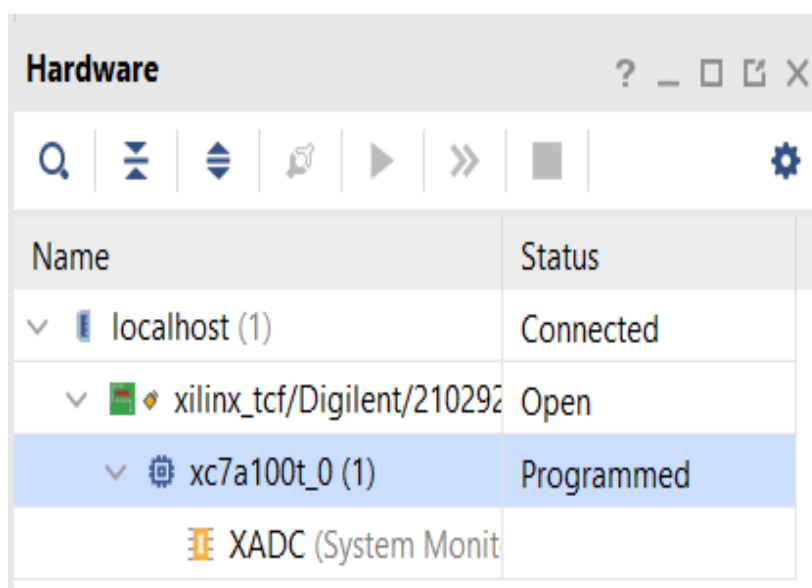 Hardware
Name Status
localhost (1) Connected
xilinx_tcf/Digilent/210292 Open
xc7a100t_0 (1) Programmed
XADC (System Monit